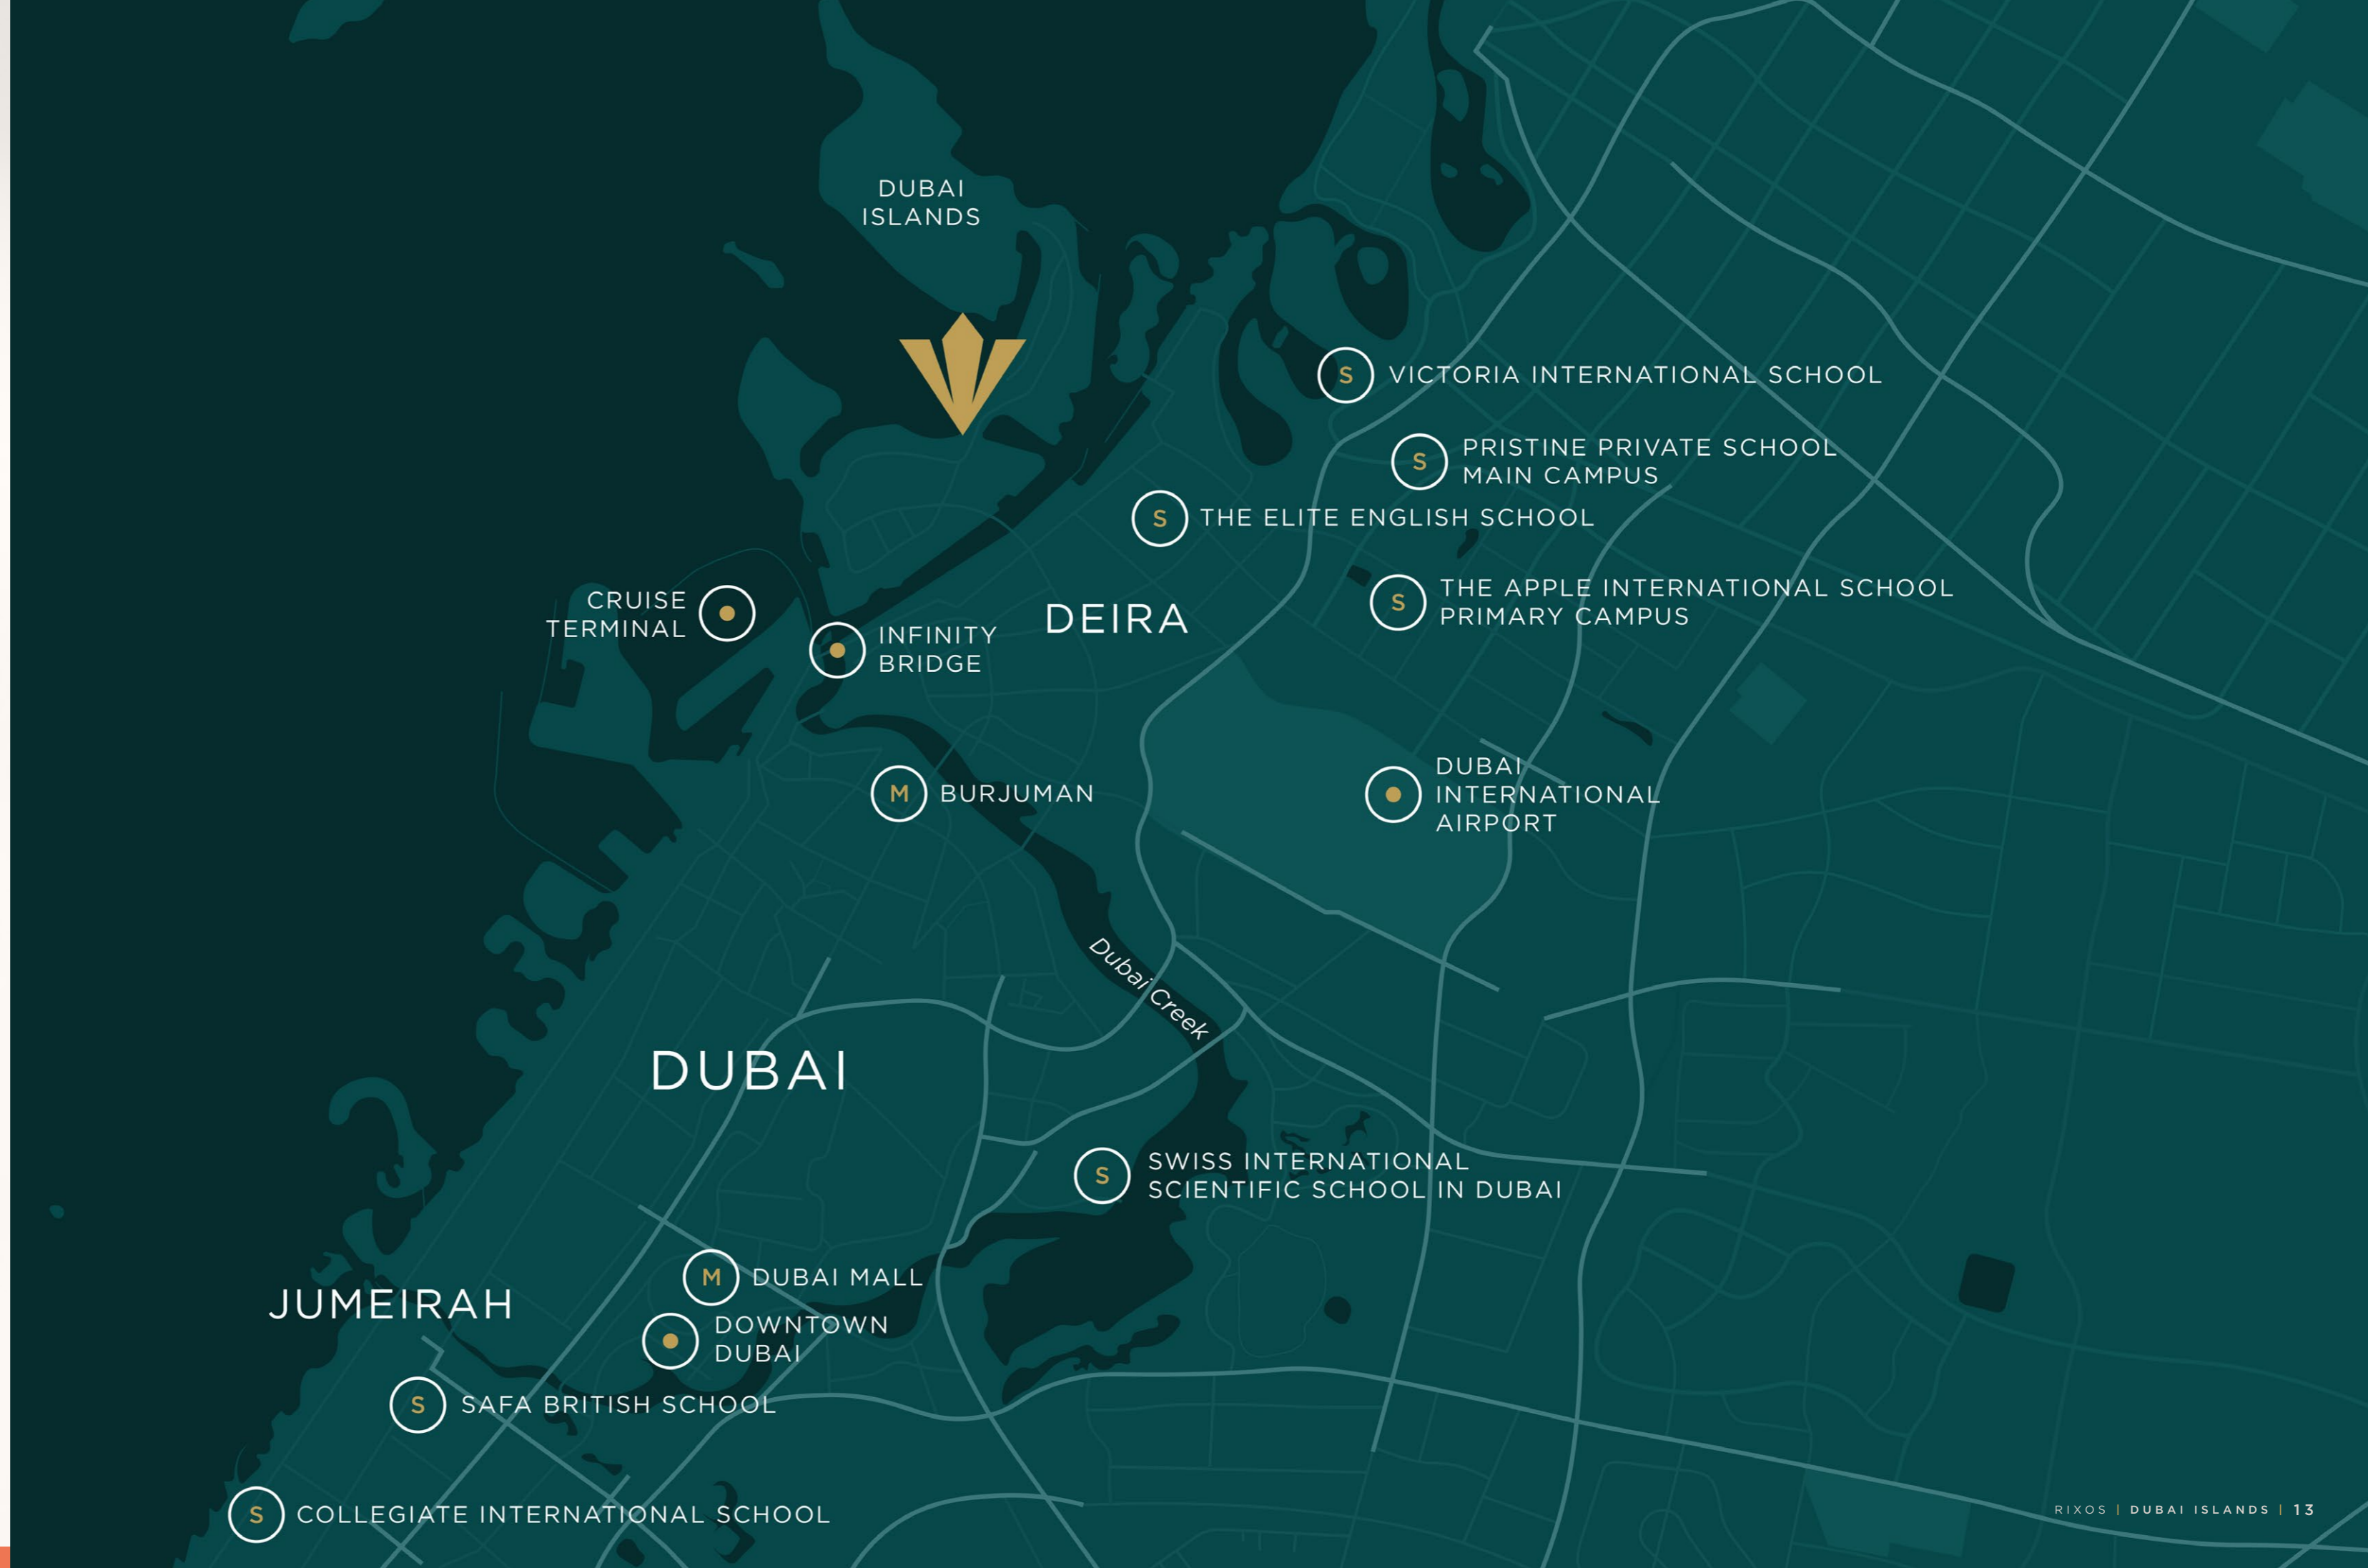 DUBAI
ISLANDS
S VICTORIA INTERNATIONAL SCHOOL
S PRISTINE PRIVATE SCHOOL
MAIN CAMPUS
S THE ELITE ENGLISH SCHOOL
S THE APPLE INTERNATIONAL SCHOOL
PRIMARY CAMPUS
CRUISE
TERMINAL
INFINITY
BRIDGE
DEIRA
M BURJUMAN
DUBAI
INTERNATIONAL
AIRPORT
Dubai Creek
DUBAI
S SWISS INTERNATIONAL
SCIENTIFIC SCHOOL IN DUBAI
M DUBAI MALL
JUMEIRAH
DOWNTOWN
DUBAI
S SAFA BRITISH SCHOOL
S COLLEGIATE INTERNATIONAL SCHOOL
RIXOS | DUBAI ISLANDS | 13